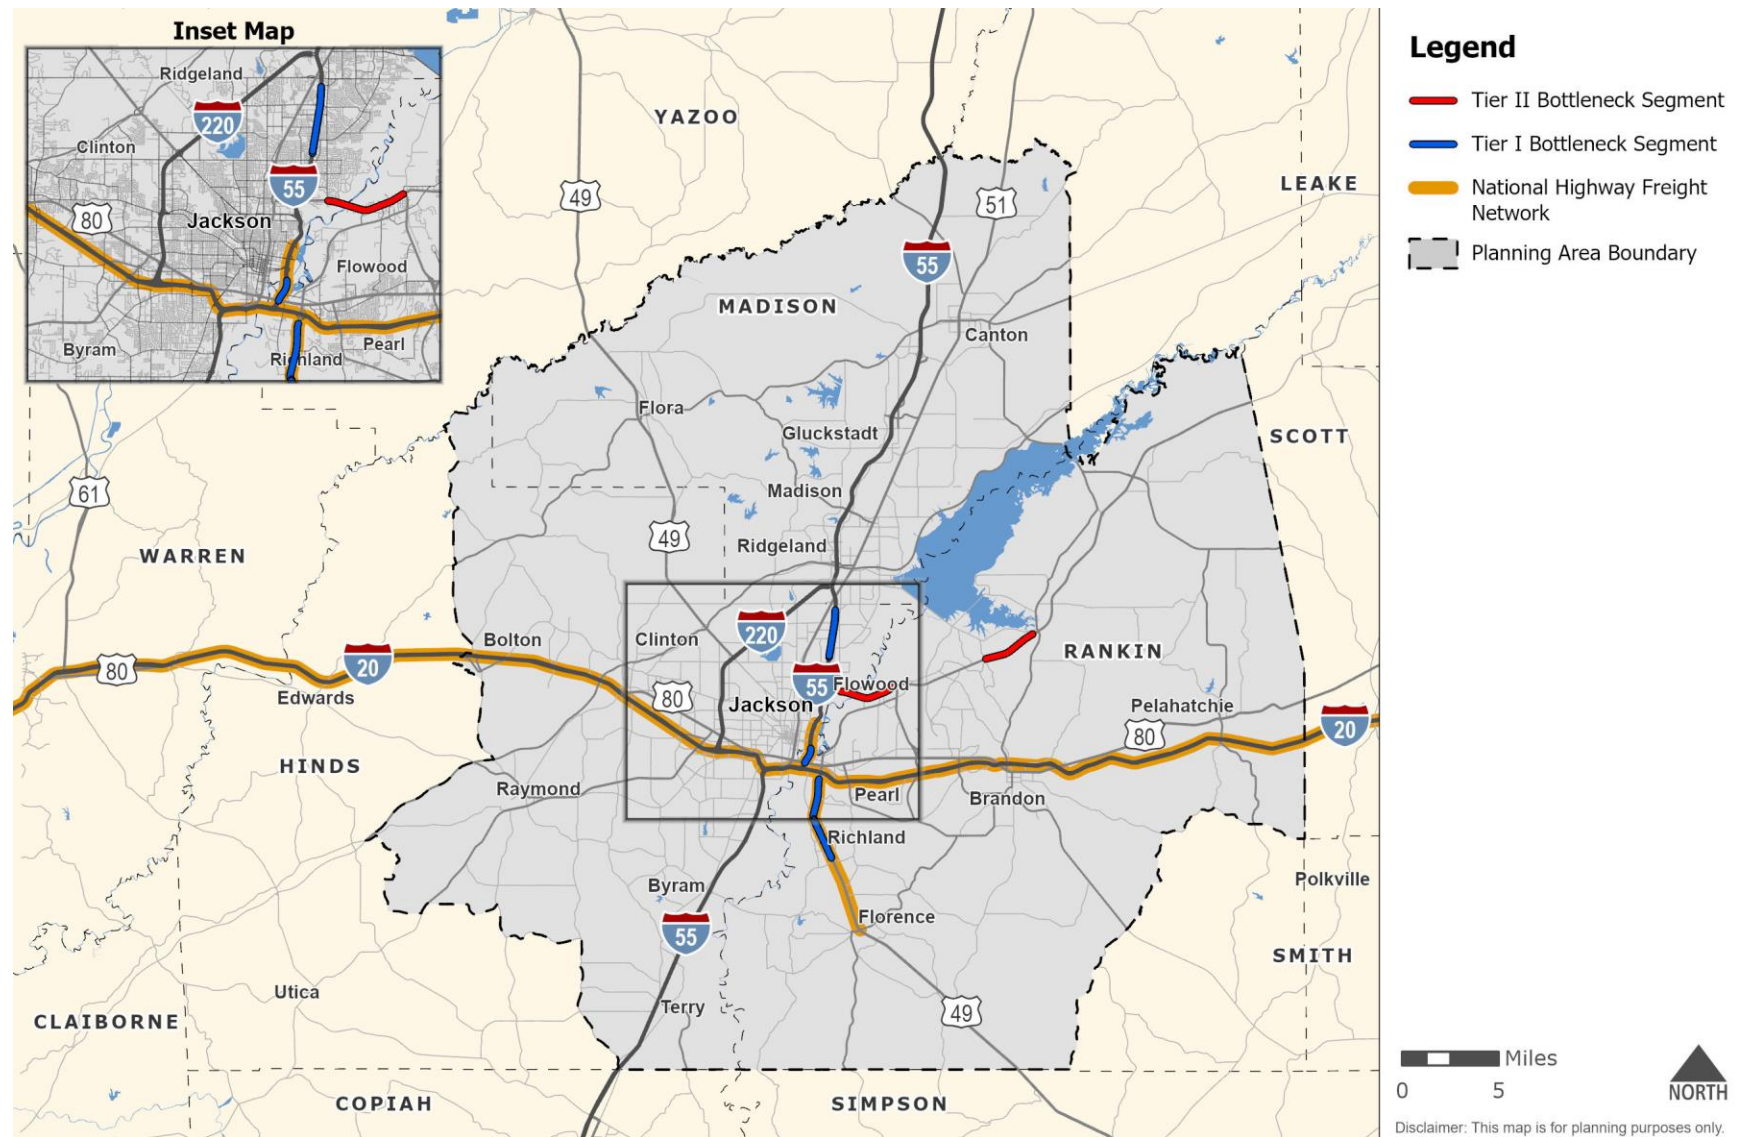 Inset Map
Ridgeland
220
Clinton
55
80
Jackson
Flowood
Byram
Richland
Pearl
Legend
Tier II Bottleneck Segment
Tier I Bottleneck Segment
National Highway Freight
Network
Planning Area Boundary
YAZOO
49
51
LEAKE
55
MADISON
Canton
Flora
Gluckstadt
SCOTT
61
Madison
49
Ridgeland
WARREN
Clinton
220
Bolton
RANKIN
80
20
55
Flowood
Edwards
80
Jackson
Pelahatchie
80
20
HINDS
Raymond
Pearl
Brandon
Richland
Byram
Polkville
Florence
55
SMITH
Utica
Terry
49
CLAIBORNE
COPIAH
SIMPSON
Miles
0 5
NORTH
Disclaimer: This map is for planning purposes only.